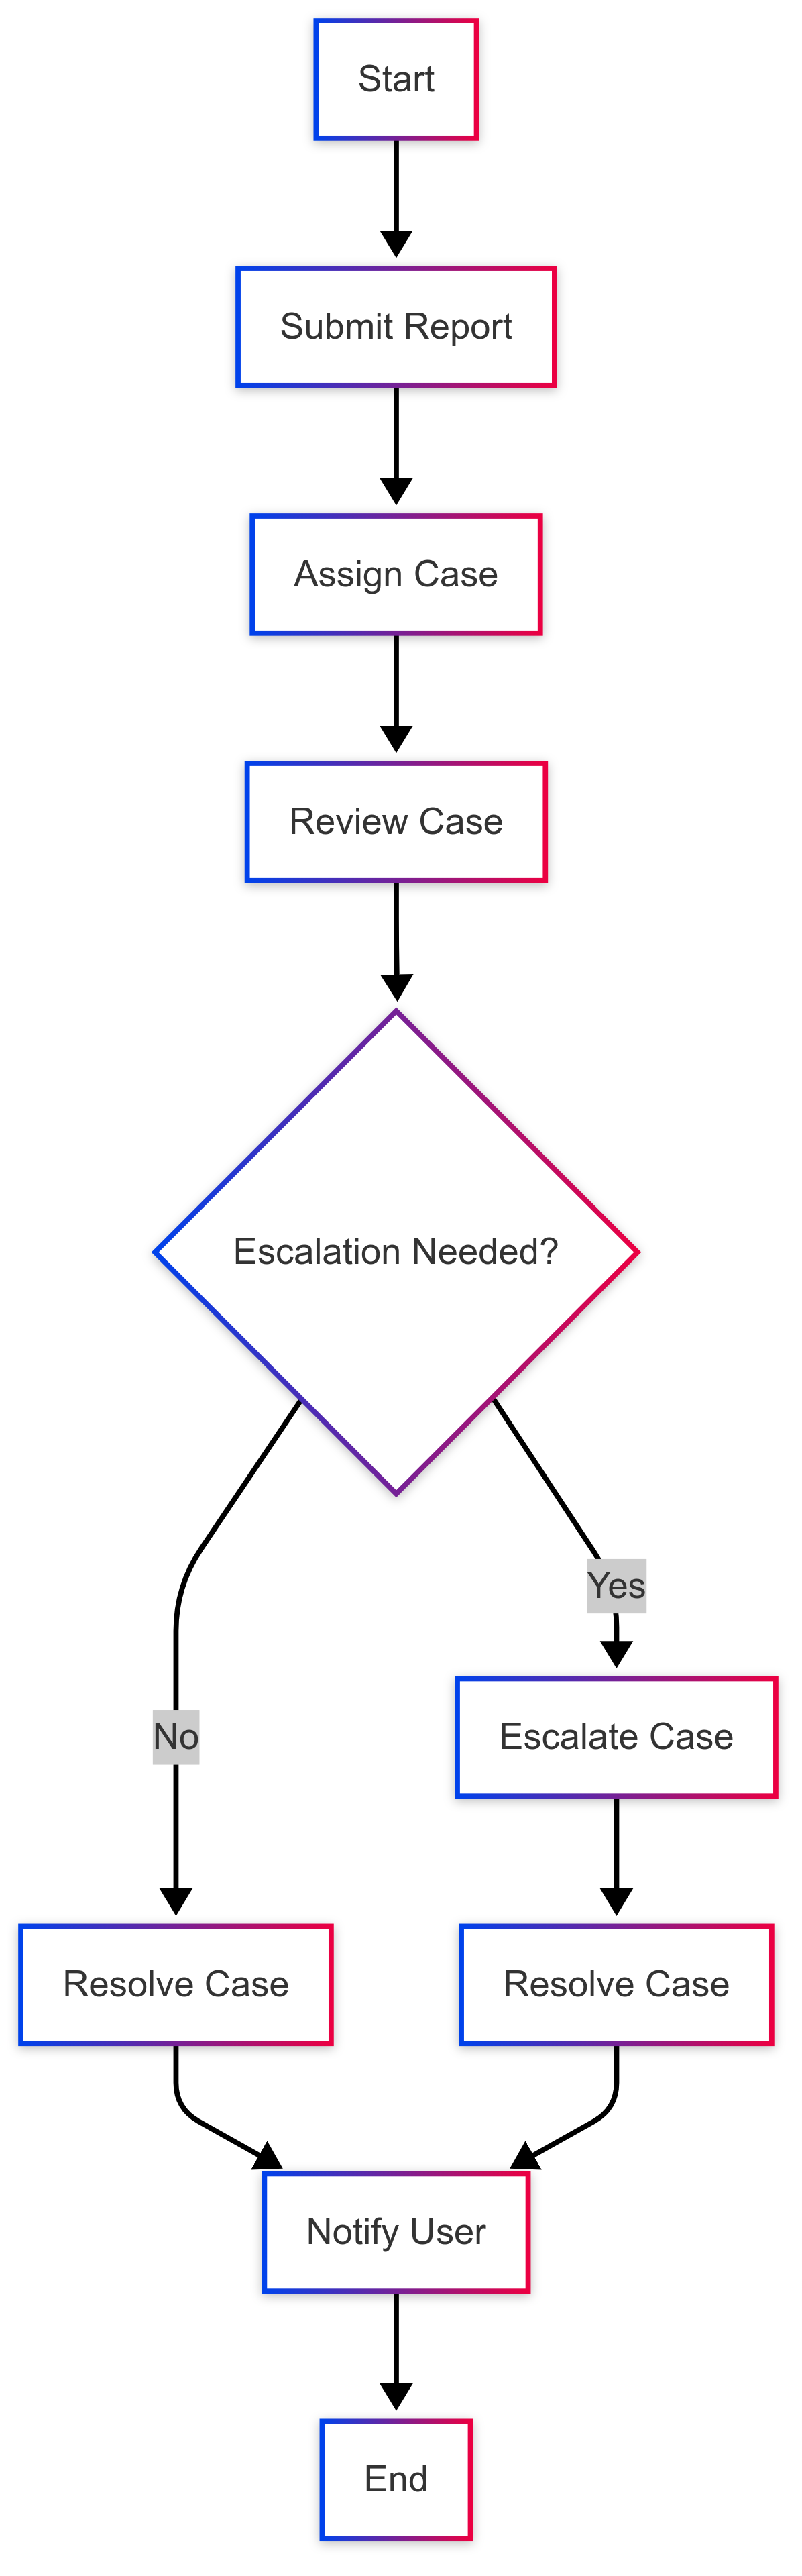 Start
Submit Report
Assign Case
Review Case
Escalation Needed?
Yes
No
Escalate Case
Resolve Case
Resolve Case
Notify User
End